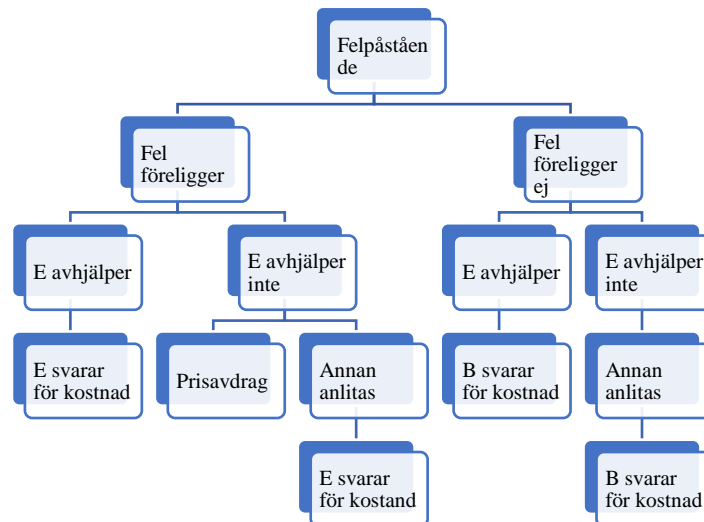 Felpåståen
de
Fel
föreligger
Fel
föreligger
ej
E avhjälper
E avhjälper
inte
E avhjälper
E avhjälper
inte
E svarar
för kostnad
Prisavdrag
Annan
anlitas
B svarar
för kostnad
Annan
anlitas
E svarar
för kostand
B svarar
för kostnad